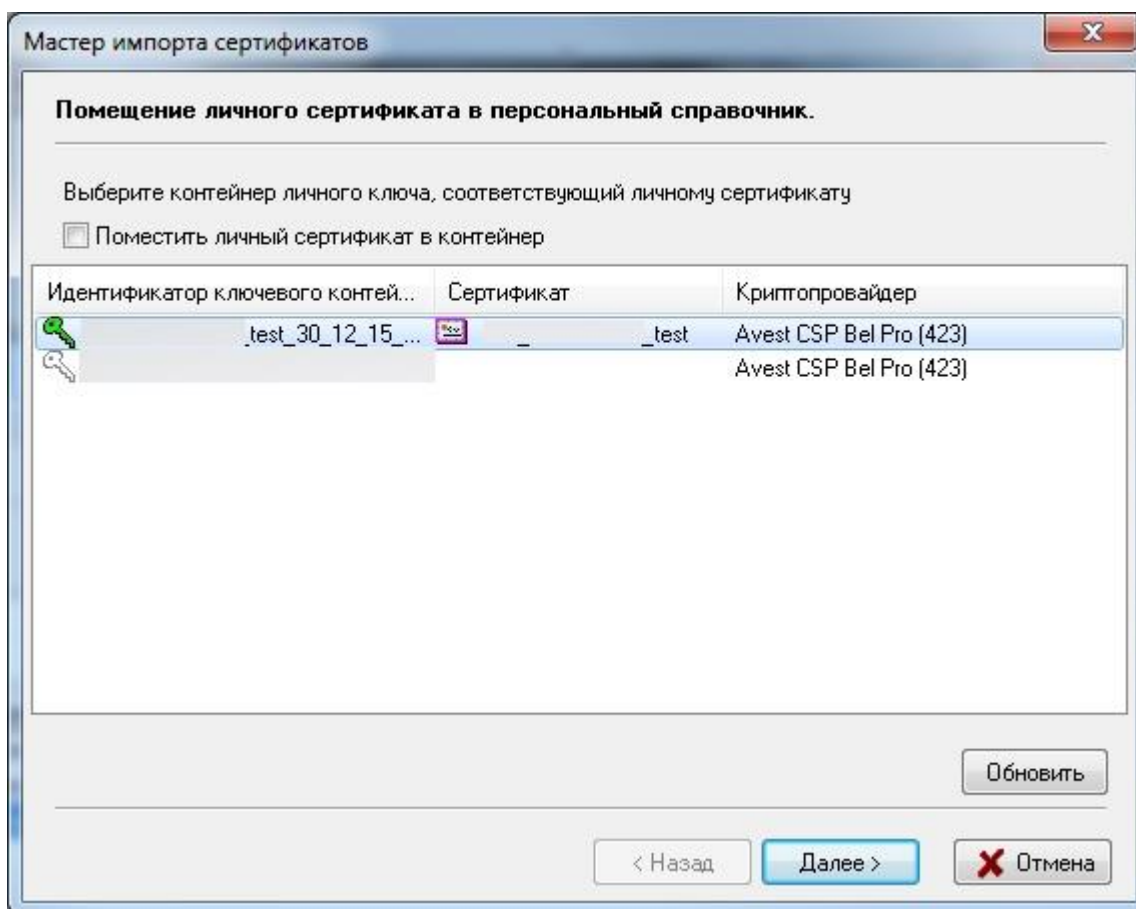 Мастер импорта сертификатов
Помещение личного сертификата в персональный справочник.
Выберите контейнер личного ключа, соответствующий личному сертификату
Поместить личный сертификат в контейнер
Идентификатор ключевого контей... Сертификат Криптопровайдер
_test_30_12_15_... _ _test Avest CSP Bel Pro (423)
Avest CSP Bel Pro (423)
Обновить
< Назад Далее > Отмена